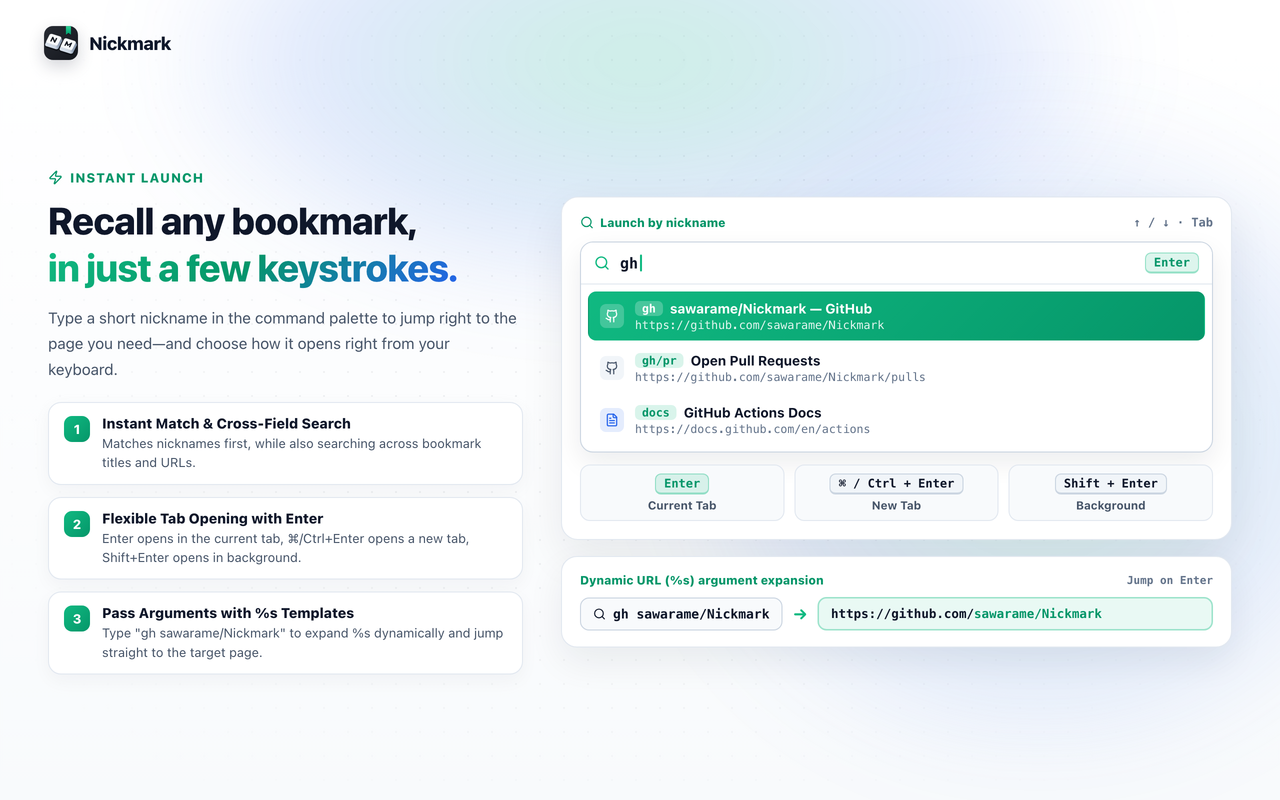 N M
Nickmark
INSTANT LAUNCH
Recall any bookmark,
in just a few keystrokes.
Type a short nickname in the command palette to jump right to the
page you need—and choose how it opens right from your
keyboard.
1
Instant Match & Cross-Field Search
Matches nicknames first, while also searching across bookmark
titles and URLs.
2
Flexible Tab Opening with Enter
Enter opens in the current tab, ⌘/Ctrl+Enter opens a new tab,
Shift+Enter opens in background.
3
Pass Arguments with %s Templates
Type "gh sawarame/Nickmark" to expand %s dynamically and jump
straight to the target page.
Launch by nickname
↑ / ↓ · Tab
gh
Enter
gh sawarame/Nickmark — GitHub
https://github.com/sawarame/Nickmark
gh/pr Open Pull Requests
https://github.com/sawarame/Nickmark/pulls
docs GitHub Actions Docs
https://docs.github.com/en/actions
Enter
Current Tab
⌘ / Ctrl + Enter
New Tab
Shift + Enter
Background
Dynamic URL (%s) argument expansion
Jump on Enter
gh sawarame/Nickmark → https://github.com/sawarame/Nickmark